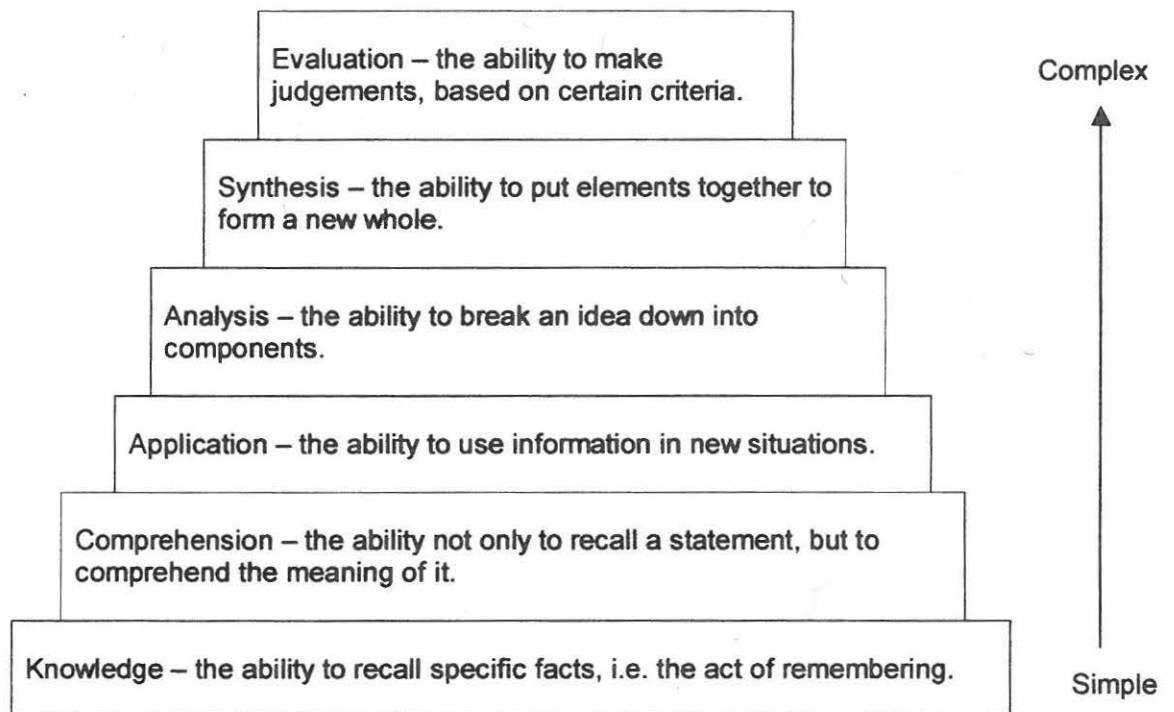 Evaluation – the ability to make
judgements, based on certain criteria.
Complex
Synthesis – the ability to put elements together to
form a new whole.
Analysis – the ability to break an idea down into
components.
Application – the ability to use information in new situations.
Comprehension – the ability not only to recall a statement, but to
comprehend the meaning of it.
Knowledge – the ability to recall specific facts, i.e. the act of remembering.
Simple